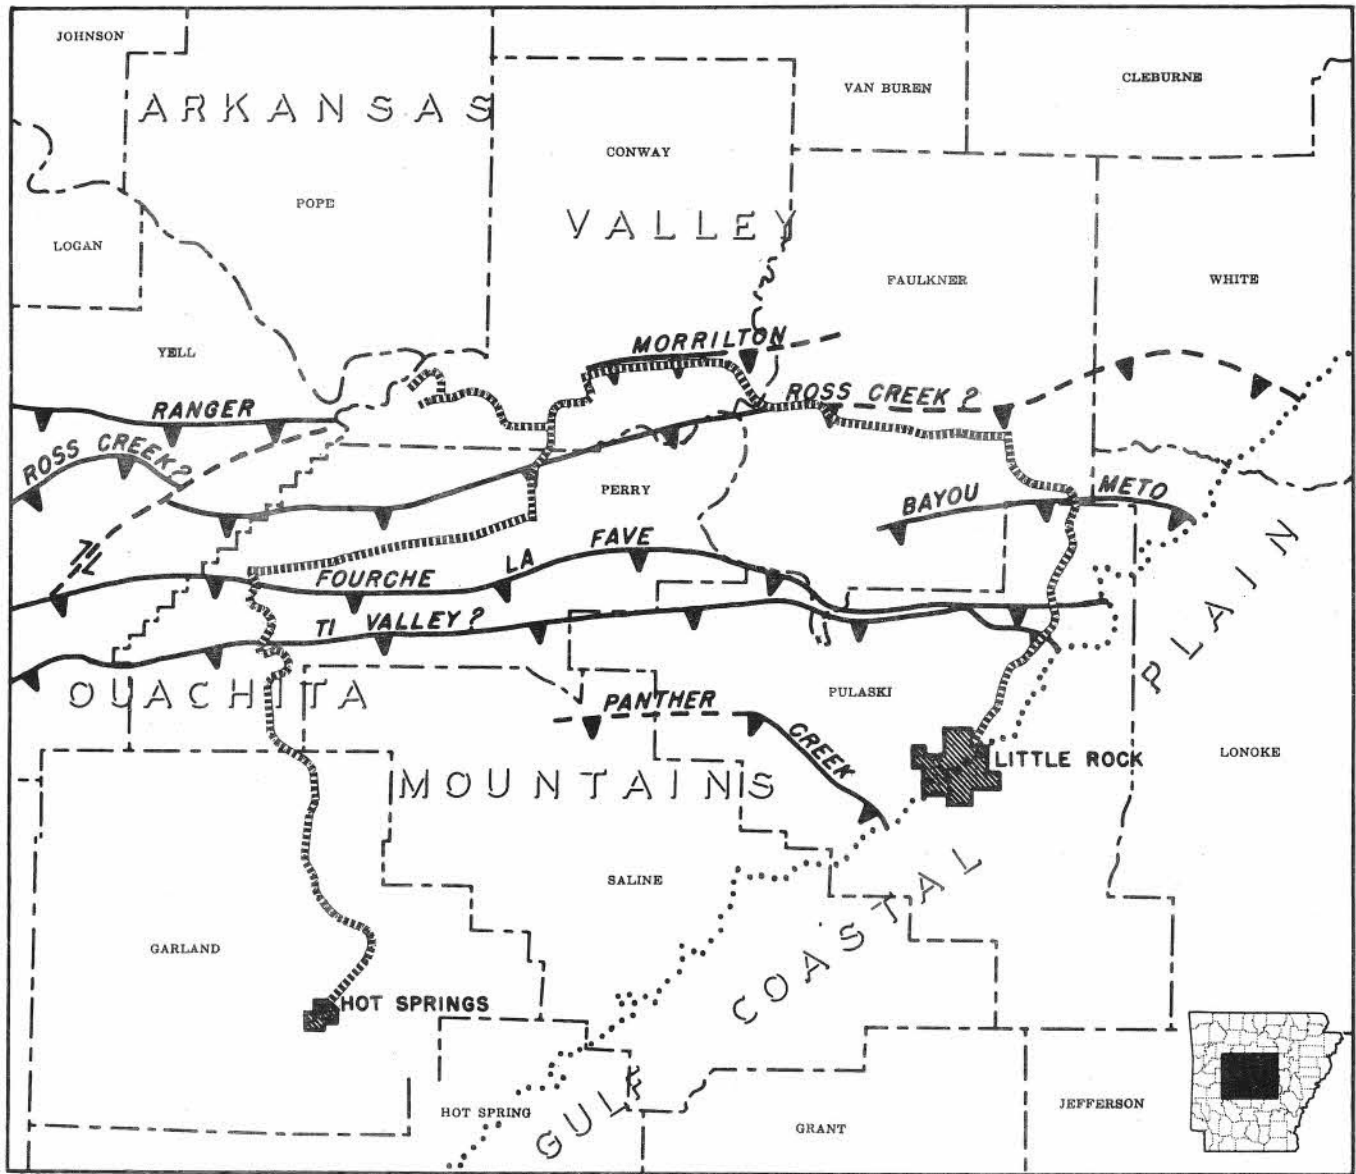 JOHNSON
ARKANSAS
VAN BUREN
CLEBURNE
CONWAY
POPE
VALLEY
LOGAN
FAULKNER
WHITE
YELL
MORRILTON
RANGER
ROSS CREEK ?
ROSS CREEK?
PERRY
BAYOU METO
FOURCHE LA FAVE
TI VALLEY ?
OUACHITA
PANTHER CREEK
PULASKI
LITTLE ROCK
LONOKE
MOUNTAINS
SALINE
GARLAND
HOT SPRINGS
GULF COASTAL PLAIN
HOT SPRING
GRANT
JEFFERSON